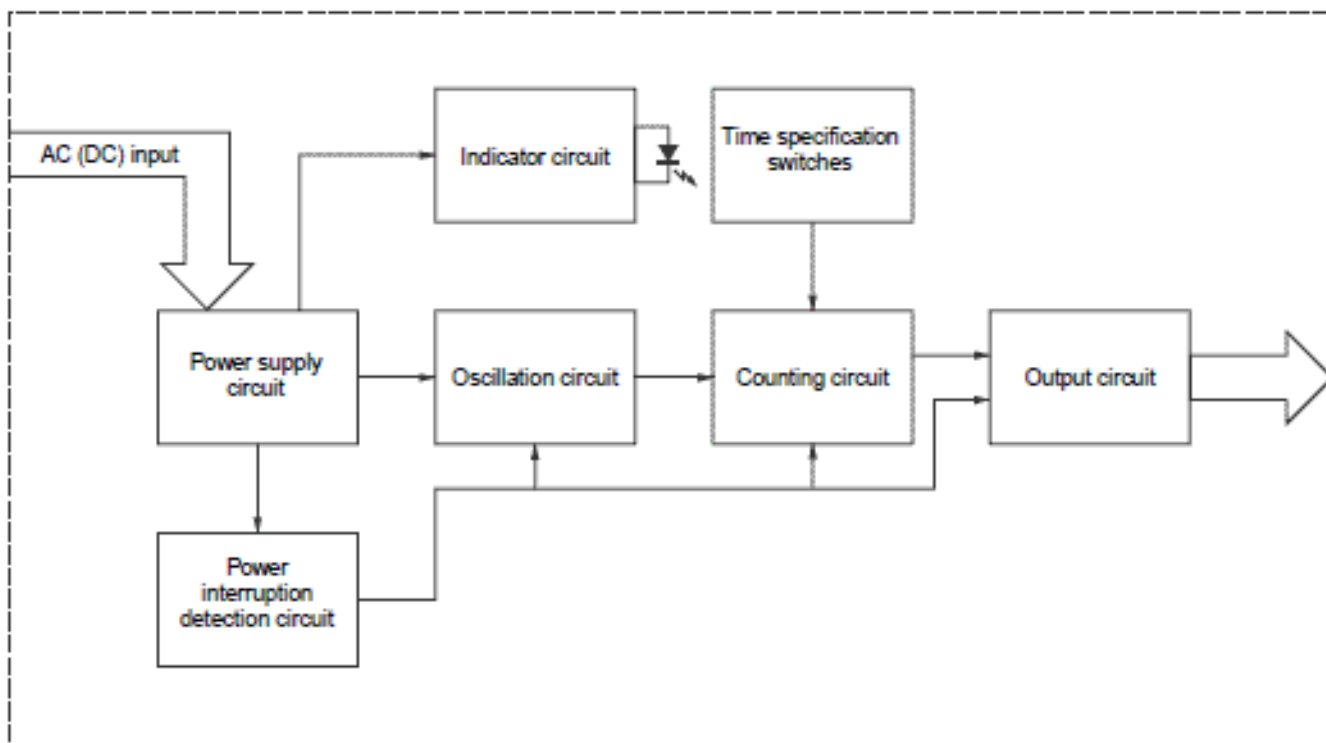 AC (DC) input
Indicator circuit
Time specification
switches
Power supply
circuit
Oscillation circuit
Counting circuit
Output circuit
Power
interruption
detection circuit